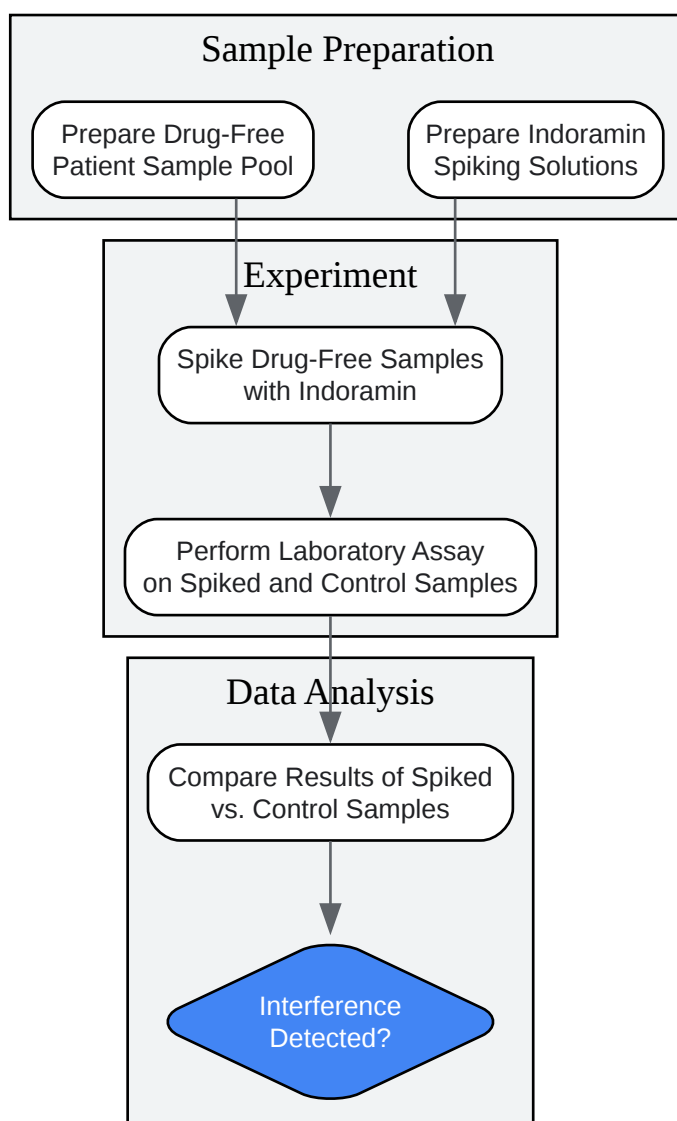 Sample Preparation
Prepare Drug-Free
Patient Sample Pool
Prepare Indoramin
Spiking Solutions
Experiment
Spike Drug-Free Samples
with Indoramin
Perform Laboratory Assay
on Spiked and Control Samples
Data Analysis
Compare Results of Spiked
vs. Control Samples
Interference
Detected?